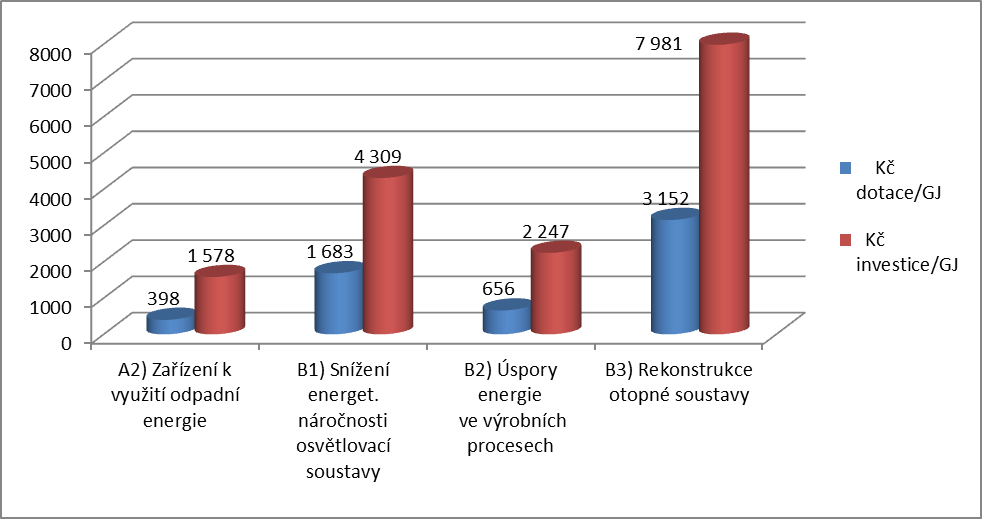 8000
7000
6000
5000
4000
3000
2000
1000
0
398
1 578
1 683
4 309
656
2 247
3 152
7 981
A2) Zařízení k
využití odpadní
energie
B1) Snížení
energet.
náročnosti
osvětlovací
soustavy
B2) Úspory
energie
ve výrobních
procesech
B3) Rekonstrukce
otopné soustavy
Kč
dotace/GJ
Kč
investice/GJ